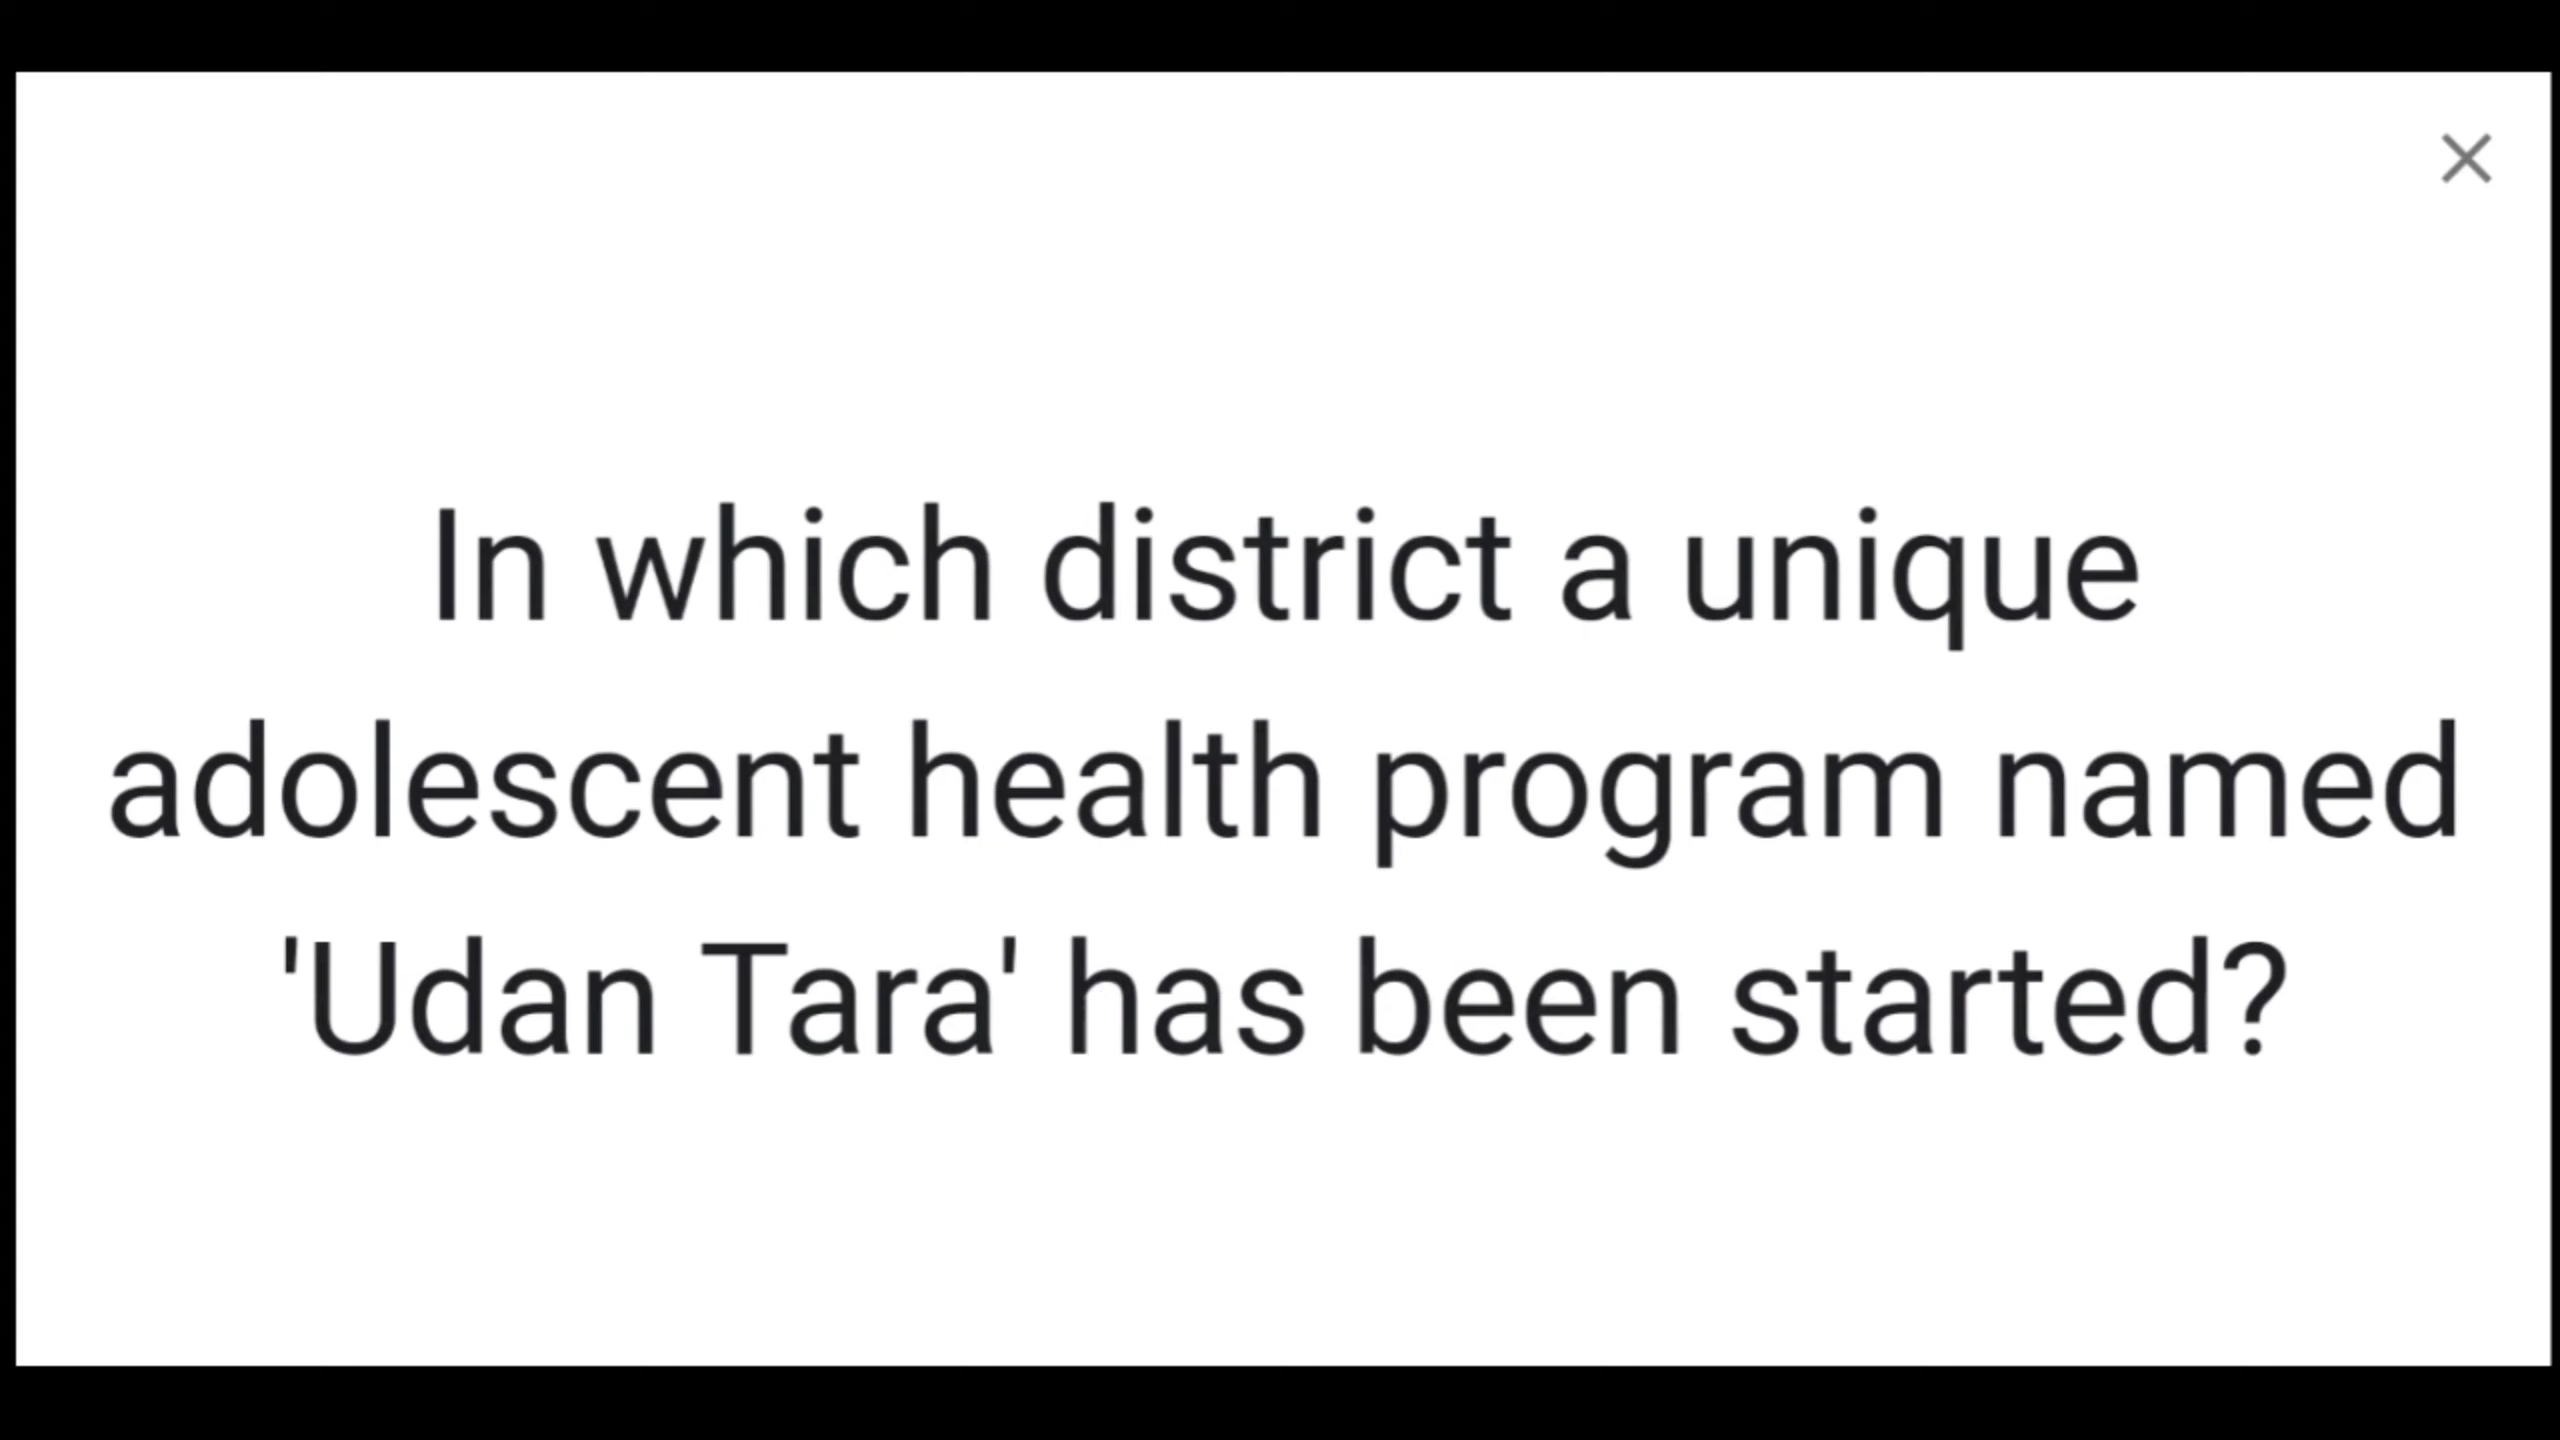 In which district a unique
adolescent health program named
'Udan Tara' has been started?